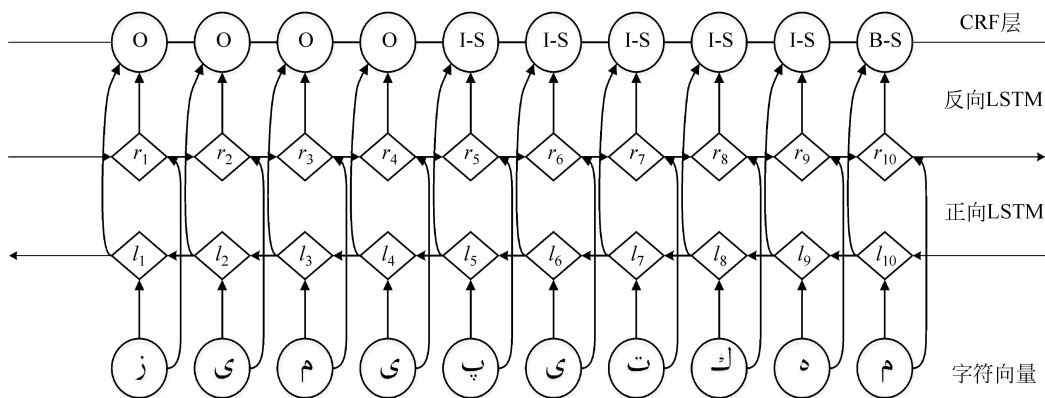 O O O O I-S I-S I-S I-S I-S B-S CRF层
反向LSTM
r1 r2 r3 r4 r5 r6 r7 r8 r9 r10
正向LSTM
l1 l2 l3 l4 l5 l6 l7 l8 l9 l10
ز ى م ى پ ى ت ك ە م
字符向量